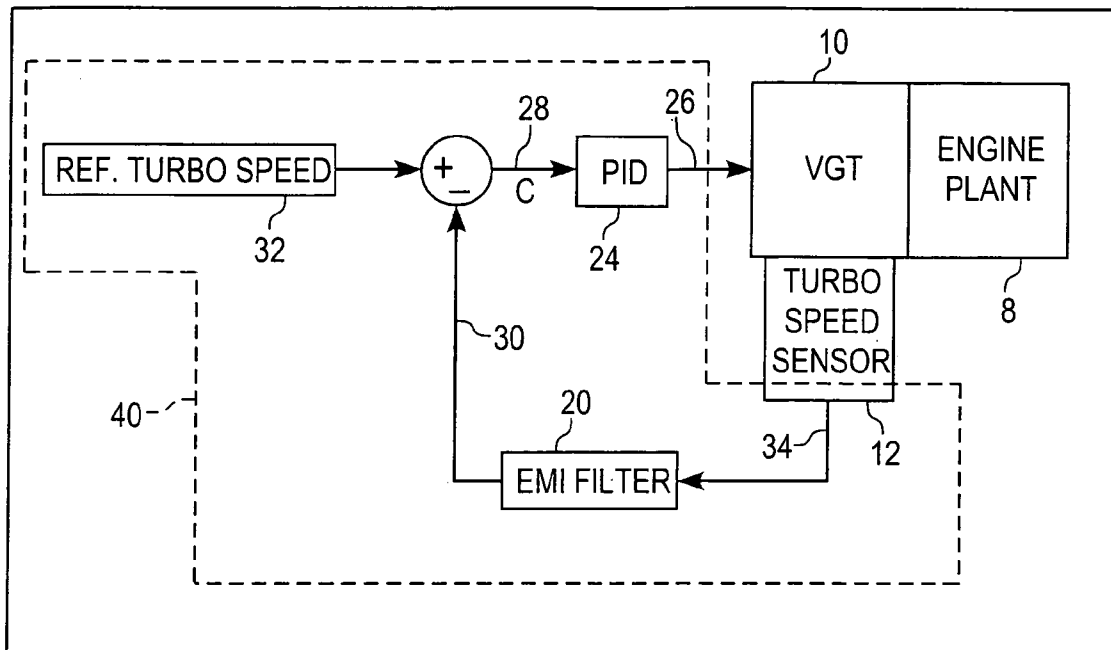 10
28
26
REF. TURBO SPEED
+
−
C
PID
VGT
ENGINE
PLANT
32
24
TURBO
SPEED
SENSOR
8
30
40
20
34
12
EMI FILTER